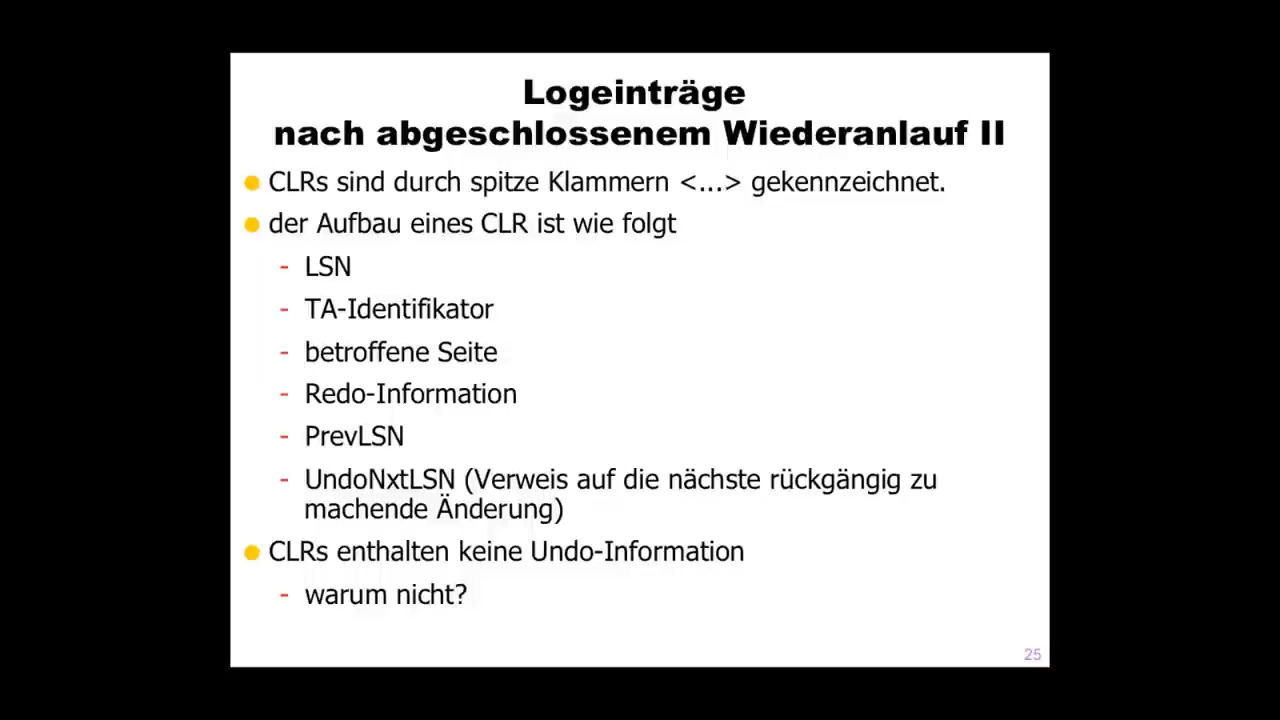 Logeinträge
nach abgeschlossenem Wiederanlauf II
CLRs sind durch spitze Klammern <...> gekennzeichnet.
der Aufbau eines CLR ist wie folgt
- LSN
- TA-Identifikator
- betroffene Seite
- Redo-Information
- PrevLSN
- UndoNxtLSN (Verweis auf die nächste rückgängig zu
machende Änderung)
CLRs enthalten keine Undo-Information
- warum nicht?
25